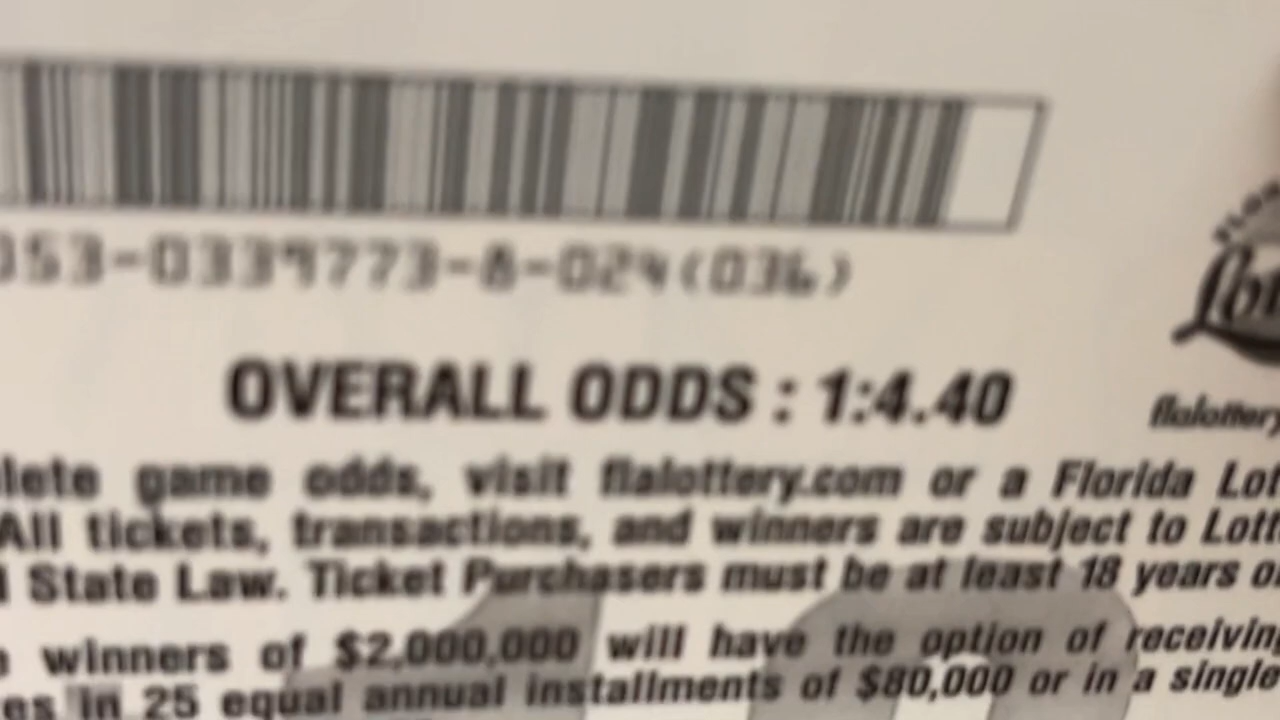 053-0339773-8-024(036)
OVERALL ODDS : 1:4.40
flalottery
game odds, visit flalottery.com or a Florida
All tickets, transactions, and winners are subject to
State Law. Ticket Purchasers must be at least 18 years
winners of $2,000,000 will have the option of receiving
in 25 equal annual installments of $80,000 or in a single